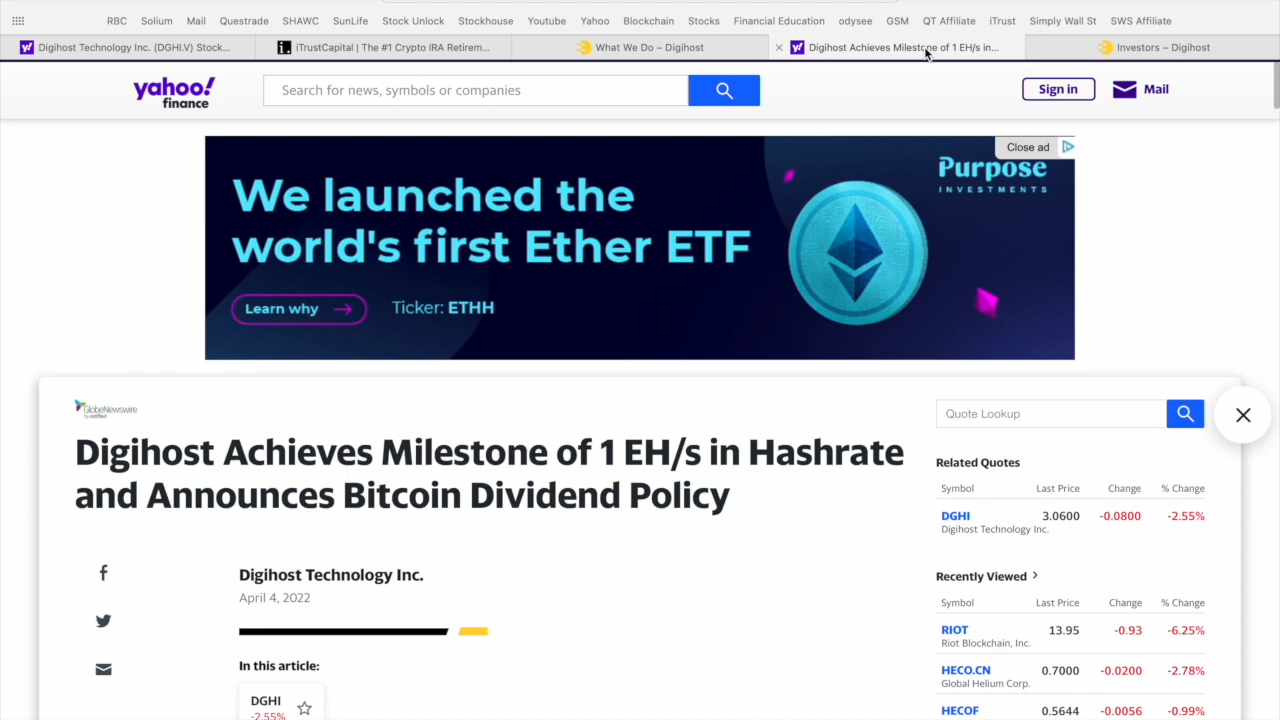 RBC Solium Mail Questrade SHAWC SunLife Stock Unlock Stockhouse Youtube Yahoo Blockchain Stocks Financial Education odysee GSM QT Affiliate iTrust Simply Wall St SWS Affiliate
Digihost Technology Inc. (DGHI.V) Stock... iTrustCapital | The #1 Crypto IRA Retirem... What We Do – Digihost Digihost Achieves Milestone of 1 EH/s in... Investors – Digihost
yahoo! finance
Search for news, symbols or companies
Sign in Mail
Close ad
We launched the
world's first Ether ETF
Learn why → Ticker: ETHH
Purpose
INVESTMENTS
GlobeNewswire
by notified
Digihost Achieves Milestone of 1 EH/s in Hashrate
and Announces Bitcoin Dividend Policy
Digihost Technology Inc.
April 4, 2022
In this article:
DGHI
-2.55%
Quote Lookup
Related Quotes
Symbol Last Price Change % Change
DGHI 3.0600 -0.0800 -2.55%
Digihost Technology Inc.
Recently Viewed >
Symbol Last Price Change % Change
RIOT 13.95 -0.93 -6.25%
Riot Blockchain, Inc.
HECO.CN 0.7000 -0.0200 -2.78%
Global Helium Corp.
HECOF 0.5644 -0.0056 -0.99%